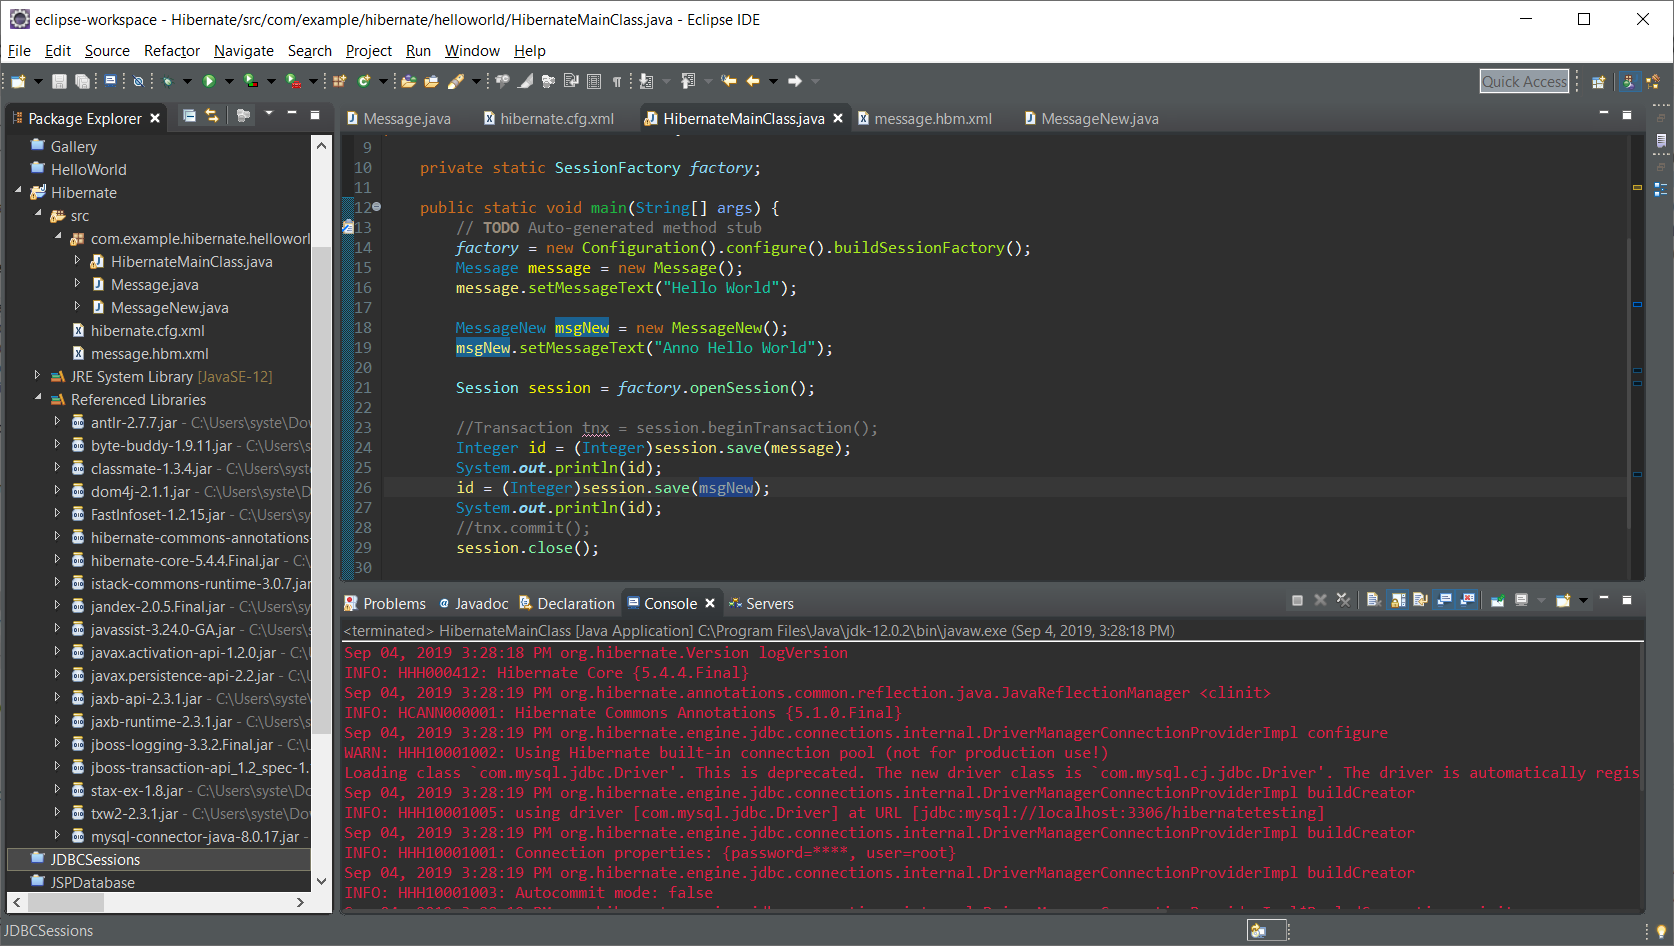 eclipse-workspace - Hibernate/src/com/example/hibernate/helloworld/HibernateMainClass.java - Eclipse IDE
File Edit Source Refactor Navigate Search Project Run Window Help
Quick Access
Package Explorer
Gallery
HelloWorld
Hibernate
src
com.example.hibernate.helloworl
HibernateMainClass.java
Message.java
MessageNew.java
hibernate.cfg.xml
message.hbm.xml
JRE System Library [JavaSE-12]
Referenced Libraries
antlr-2.7.7.jar - C:\Users\syste\Dov
byte-buddy-1.9.11.jar - C:\Users\
classmate-1.3.4.jar - C:\Users\syst
dom4j-2.1.1.jar - C:\Users\syste\D
FastInfoset-1.2.15.jar - C:\Users\s
hibernate-commons-annotations-
hibernate-core-5.4.4.Final.jar - C:\
istack-commons-runtime-3.0.7.jar
jandex-2.0.5.Final.jar - C:\Users\sy
javassist-3.24.0-GA.jar - C:\Users\
javax.activation-api-1.2.0.jar - C:\
javax.persistence-api-2.2.jar - C:\
jaxb-api-2.3.1.jar - C:\Users\syste\
jaxb-runtime-2.3.1.jar - C:\Users\s
jboss-logging-3.3.2.Final.jar - C:\U
jboss-transaction-api_1.2_spec-1.
stax-ex-1.8.jar - C:\Users\syste\Do
txw2-2.3.1.jar - C:\Users\syste\Do
mysql-connector-java-8.0.17.jar -
JDBCSessions
JSPDatabase
Message.java hibernate.cfg.xml HibernateMainClass.java message.hbm.xml MessageNew.java
9
10 private static SessionFactory factory;
11
12 public static void main(String[] args) {
13 // TODO Auto-generated method stub
14 factory = new Configuration().configure().buildSessionFactory();
15 Message message = new Message();
16 message.setMessageText("Hello World");
17
18 MessageNew msgNew = new MessageNew();
19 msgNew.setMessageText("Anno Hello World");
20
21 Session session = factory.openSession();
22
23 //Transaction tnx = session.beginTransaction();
24 Integer id = (Integer)session.save(message);
25 System.out.println(id);
26 id = (Integer)session.save(msgNew);
27 System.out.println(id);
28 //tnx.commit();
29 session.close();
30
Problems @ Javadoc Declaration Console Servers
<terminated> HibernateMainClass [Java Application] C:\Program Files\Java\jdk-12.0.2\bin\javaw.exe (Sep 4, 2019, 3:28:18 PM)
Sep 04, 2019 3:28:18 PM org.hibernate.Version logVersion
INFO: HHH000412: Hibernate Core {5.4.4.Final}
Sep 04, 2019 3:28:19 PM org.hibernate.annotations.common.reflection.java.JavaReflectionManager <clinit>
INFO: HCANN000001: Hibernate Commons Annotations {5.1.0.Final}
Sep 04, 2019 3:28:19 PM org.hibernate.engine.jdbc.connections.internal.DriverManagerConnectionProviderImpl configure
WARN: HHH10001002: Using Hibernate built-in connection pool (not for production use!)
Loading class `com.mysql.jdbc.Driver'. This is deprecated. The new driver class is `com.mysql.cj.jdbc.Driver'. The driver is automatically regis
Sep 04, 2019 3:28:19 PM org.hibernate.engine.jdbc.connections.internal.DriverManagerConnectionProviderImpl buildCreator
INFO: HHH10001005: using driver [com.mysql.jdbc.Driver] at URL [jdbc:mysql://localhost:3306/hibernatetesting]
Sep 04, 2019 3:28:19 PM org.hibernate.engine.jdbc.connections.internal.DriverManagerConnectionProviderImpl buildCreator
INFO: HHH10001001: Connection properties: {password=****, user=root}
Sep 04, 2019 3:28:19 PM org.hibernate.engine.jdbc.connections.internal.DriverManagerConnectionProviderImpl buildCreator
INFO: HHH10001003: Autocommit mode: false
JDBCSessions